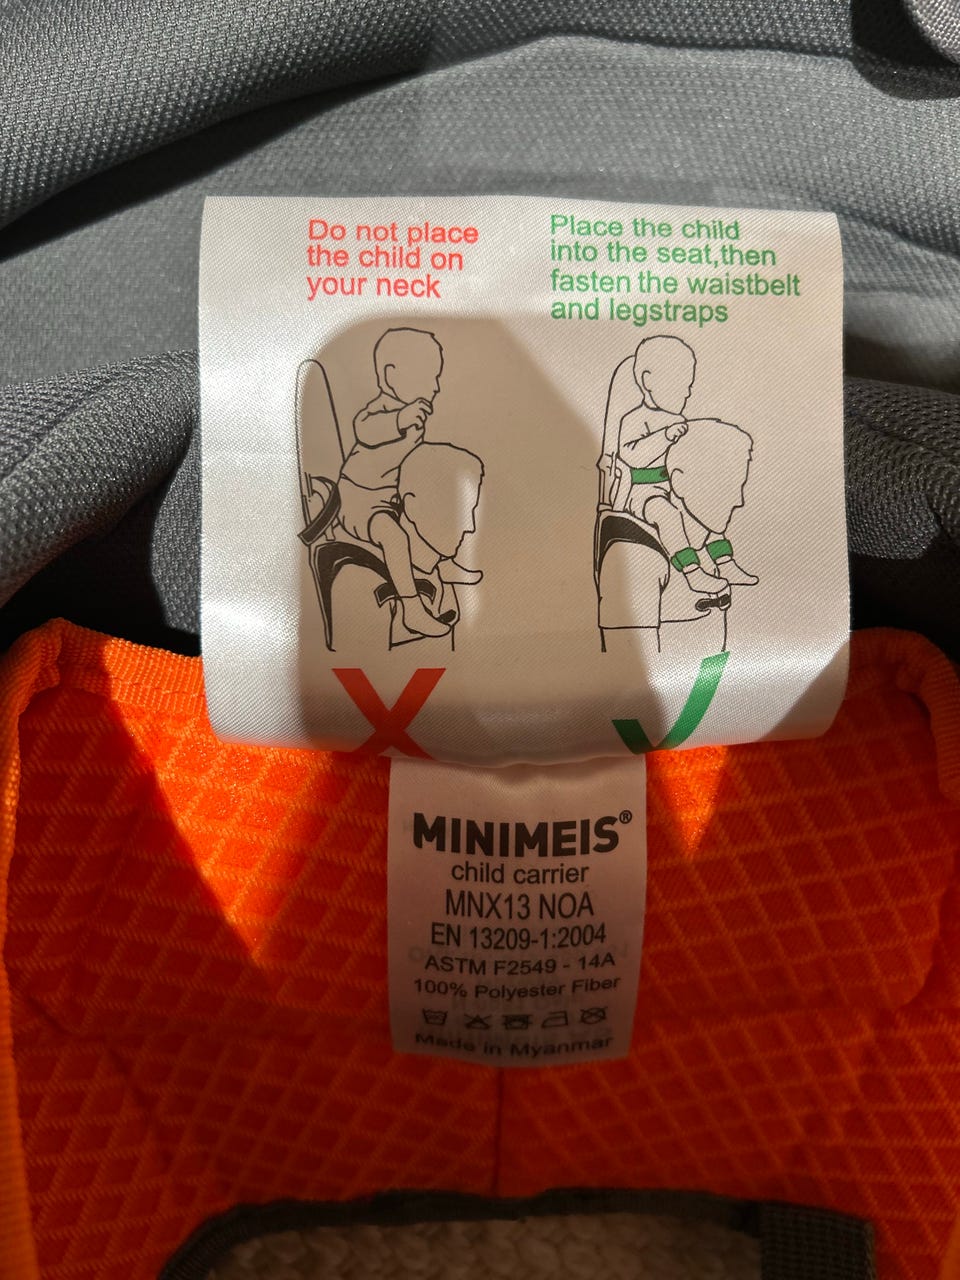 Do not place
the child on
your neck
Place the child
into the seat,then
fasten the waistbelt
and legstraps
MINIMEIS®
child carrier
MNX13 NOA
EN 13209-1:2004
ASTM F2549 - 14A
100% Polyester Fiber
Made in Myanmar